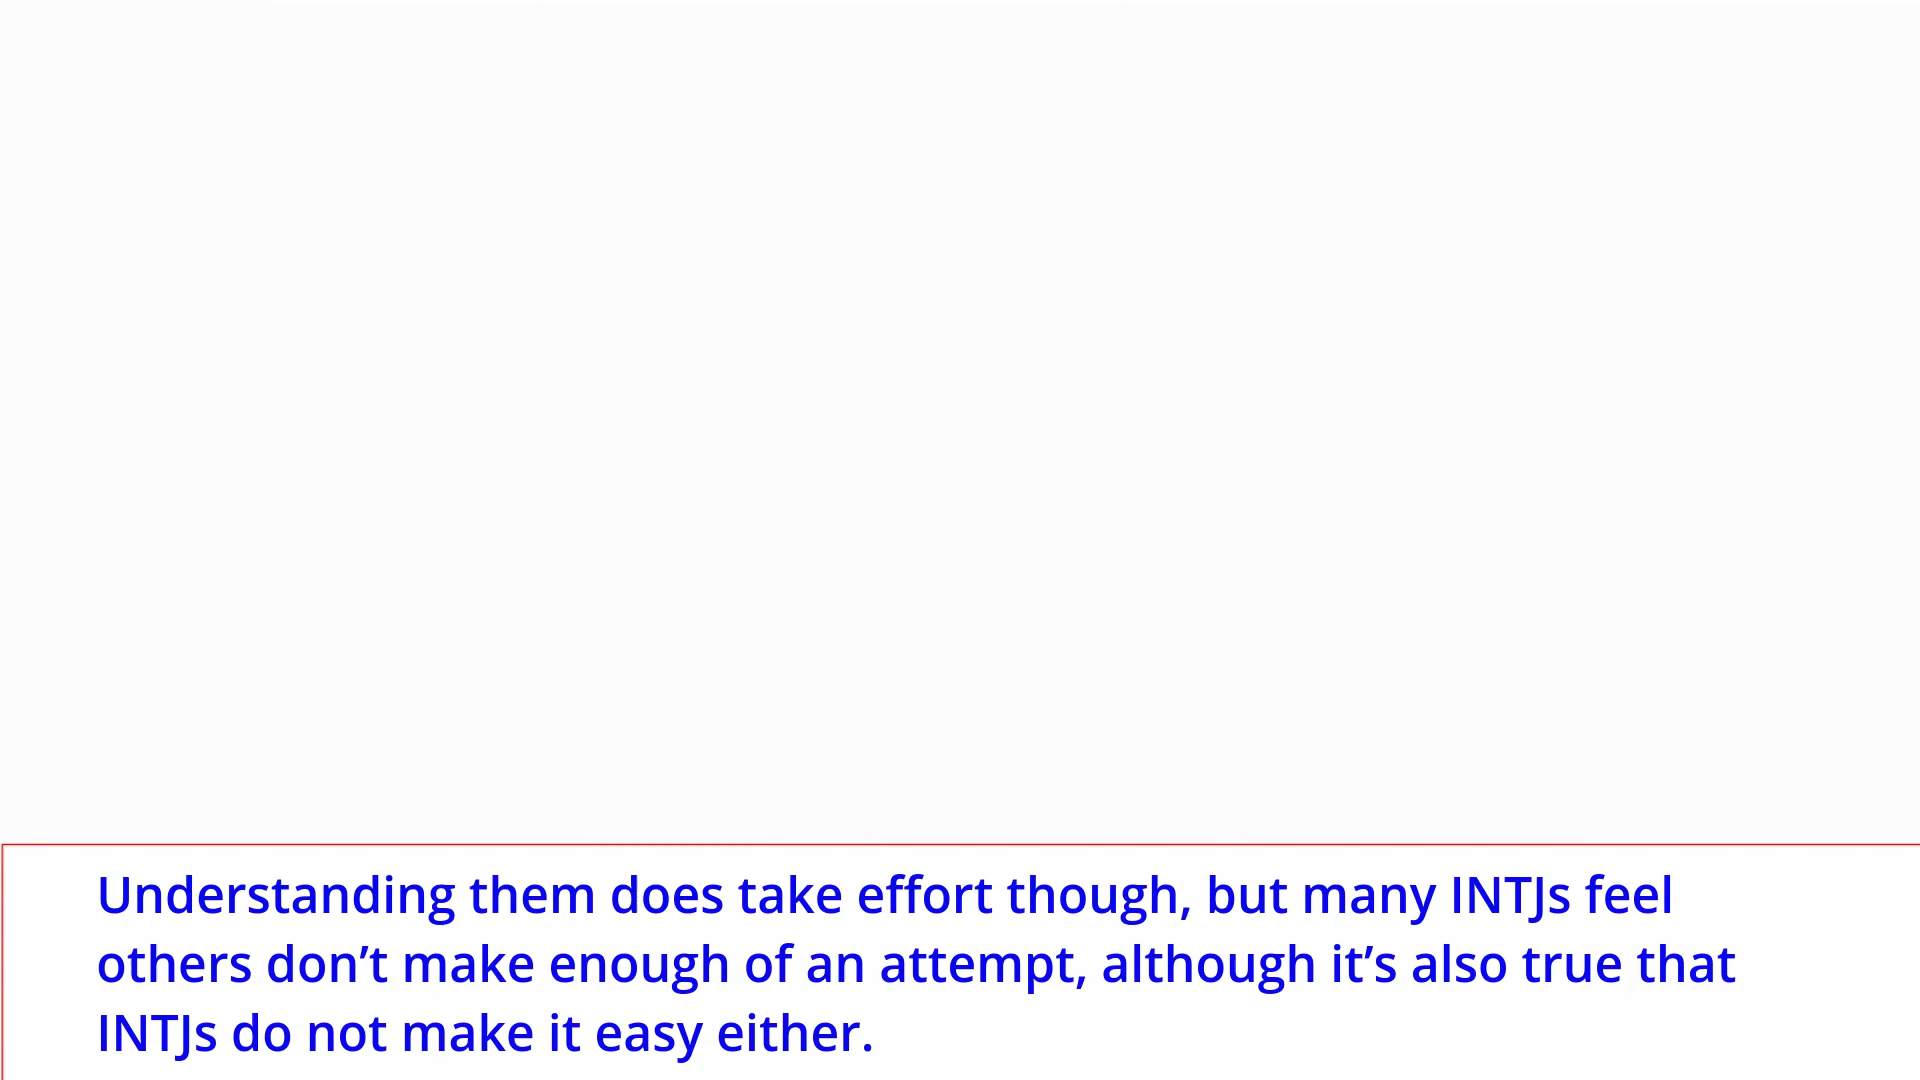 Understanding them does take effort though, but many INTJs feel
others don’t make enough of an attempt, although it’s also true that
INTJs do not make it easy either.